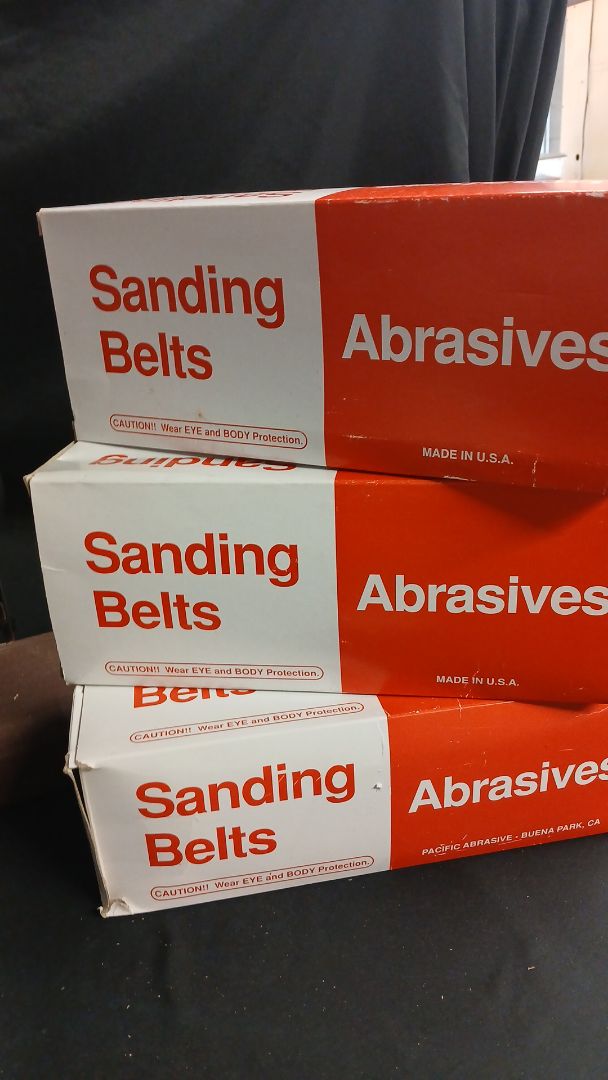 Sanding
Belts
Abrasives
CAUTION!! Wear EYE and BODY Protection.
MADE IN U.S.A.
Sanding
Sanding
Belts
Abrasives
CAUTION!! Wear EYE and BODY Protection.
MADE IN U.S.A.
Belts
CAUTION!! Wear EYE and BODY Protection.
Sanding
Belts
Abrasives
PACIFIC ABRASIVE - BUENA PARK, CA
CAUTION!! Wear EYE and BODY Protection.